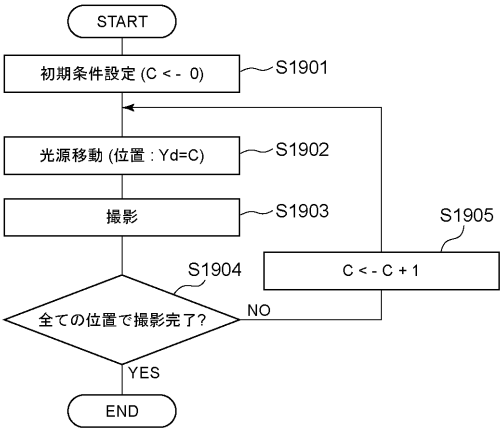 START
初期条件設定 (C < - 0)
S1901
光源移動 (位置 : Yd=C)
S1902
撮影
S1903
S1905
C < - C + 1
S1904
全ての位置で撮影完了?
NO
YES
END